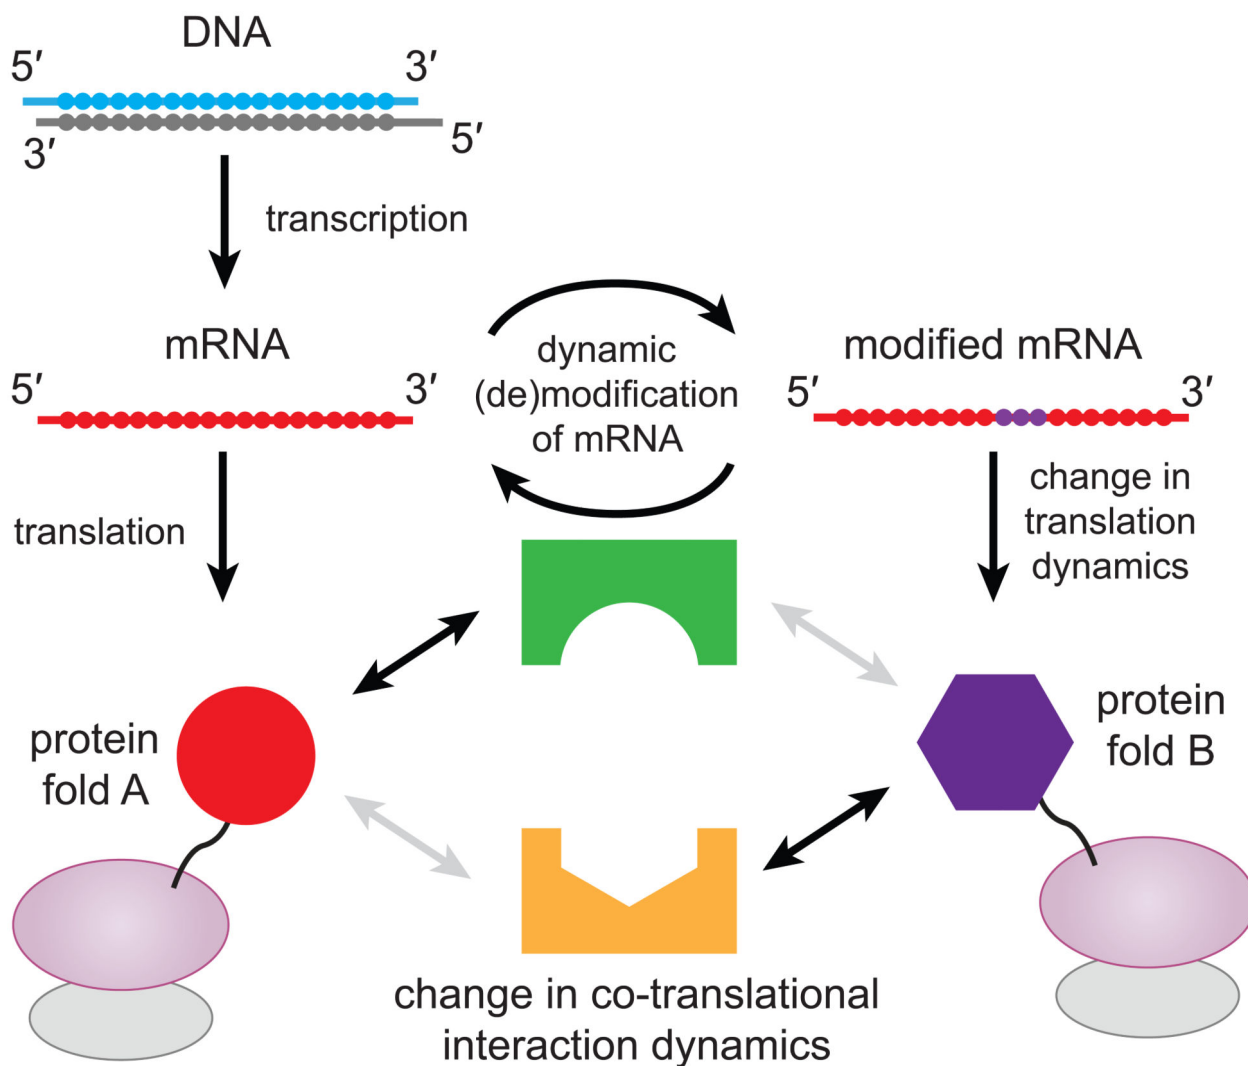 DNA
5′ 3′
3′ 5′
transcription
mRNA
5′ 3′
dynamic
(de)modification
of mRNA
modified mRNA
5′ 3′
translation
change in
translation
dynamics
protein
fold A
protein
fold B
change in co-translational
interaction dynamics